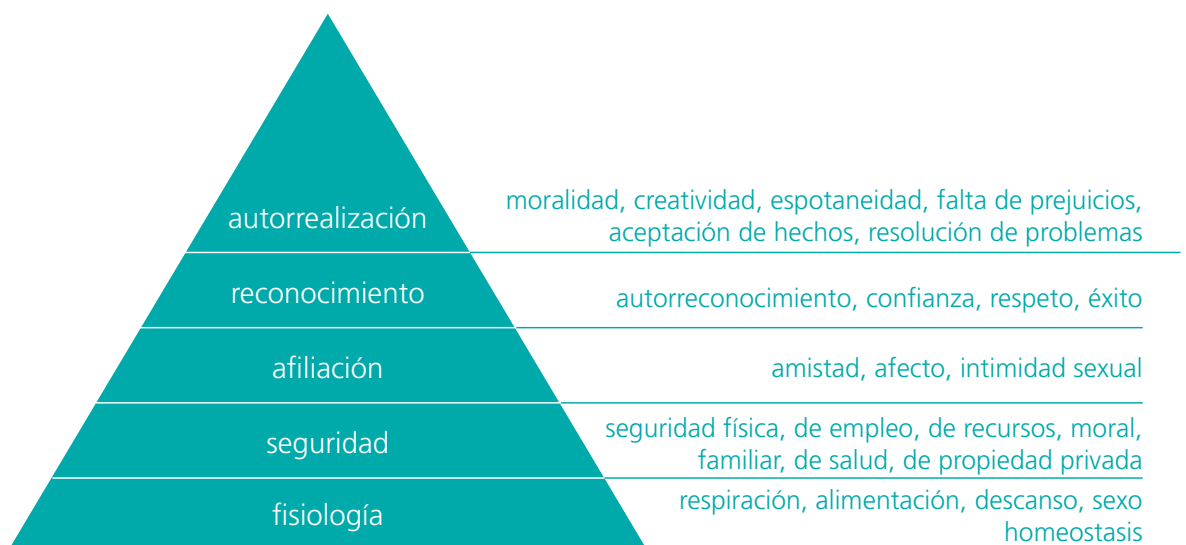 moralidad, creatividad, espotaneidad, falta de prejuicios,
autorrealización
aceptación de hechos, resolución de problemas
reconocimiento
autorreconocimiento, confianza, respeto, éxito
afiliación
amistad, afecto, intimidad sexual
seguridad
seguridad física, de empleo, de recursos, moral,
familiar, de salud, de propiedad privada
fisiología
respiración, alimentación, descanso, sexo
homeostasis